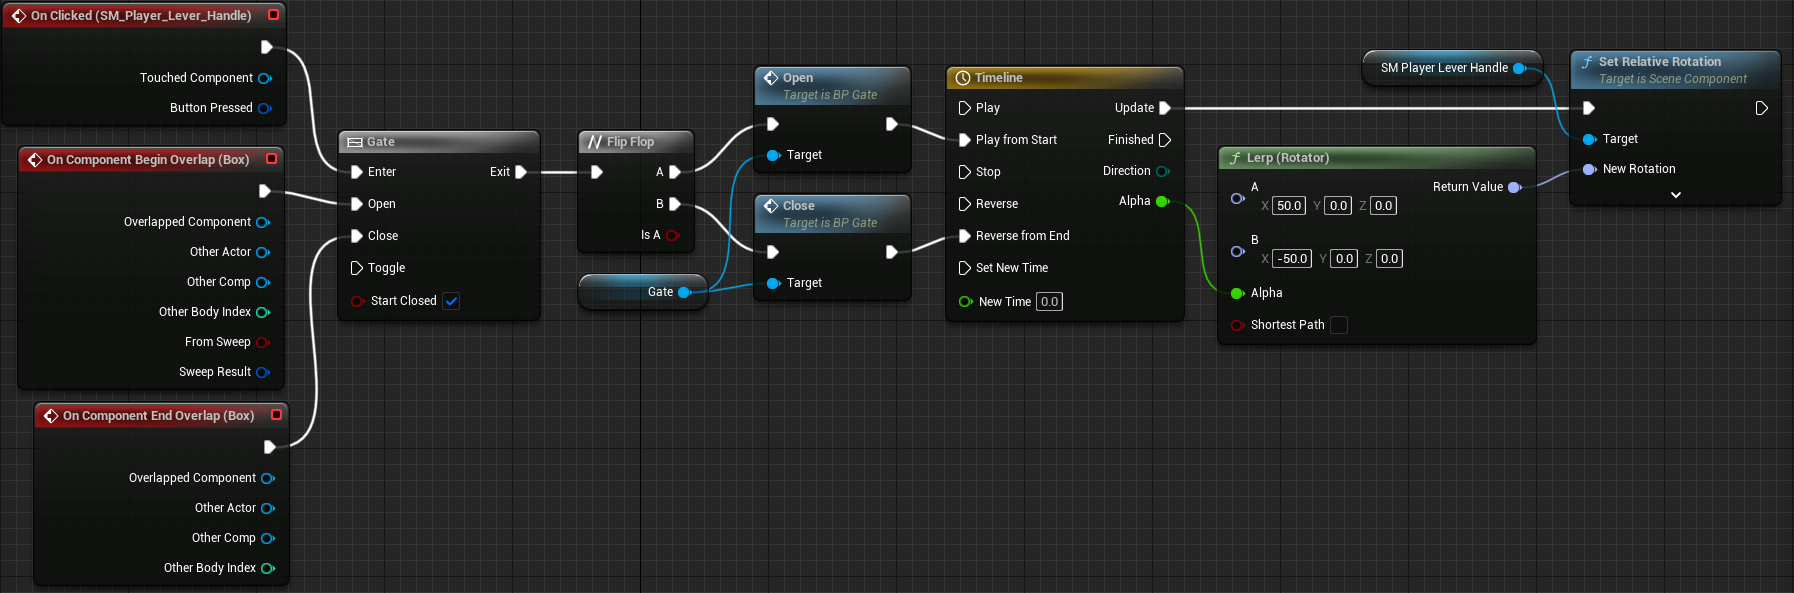 On Clicked (SM_Player_Lever_Handle)
Touched Component
Button Pressed
On Component Begin Overlap (Box)
Overlapped Component
Other Actor
Other Comp
Other Body Index
From Sweep
Sweep Result
On Component End Overlap (Box)
Overlapped Component
Other Actor
Other Comp
Other Body Index
Gate
Enter Exit
Open
Close
Toggle
Start Closed
Flip Flop
A
B
Is A
Gate
Open
Target is BP Gate
Target
Close
Target is BP Gate
Target
Timeline
Play Update
Play from Start Finished
Stop Direction
Reverse Alpha
Reverse from End
Set New Time
New Time 0.0
Lerp (Rotator)
A Return Value
X 50.0 Y 0.0 Z 0.0
B
X -50.0 Y 0.0 Z 0.0
Alpha
Shortest Path
SM Player Lever Handle
f Set Relative Rotation
Target is Scene Component
Target
New Rotation